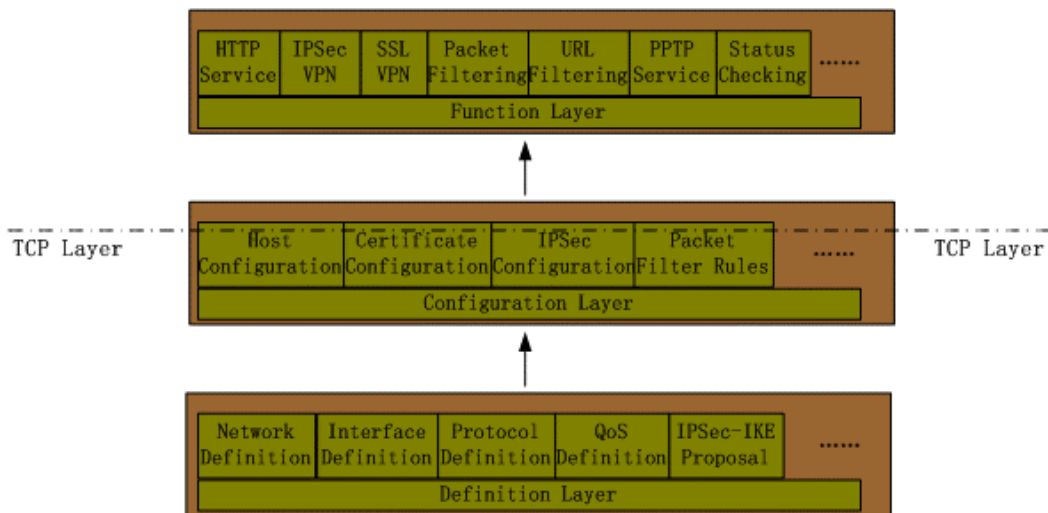 HTTP Service
IPSec VPN
SSL VPN
Packet Filtering
URL Filtering
PPTP Service
Status Checking
……
Function Layer
TCP Layer
TCP Layer
Host Configuration
Certificate Configuration
IPSec Configuration
Packet Filter Rules
……
Configuration Layer
Network Definition
Interface Definition
Protocol Definition
QoS Definition
IPSec-IKE Proposal
……
Definition Layer